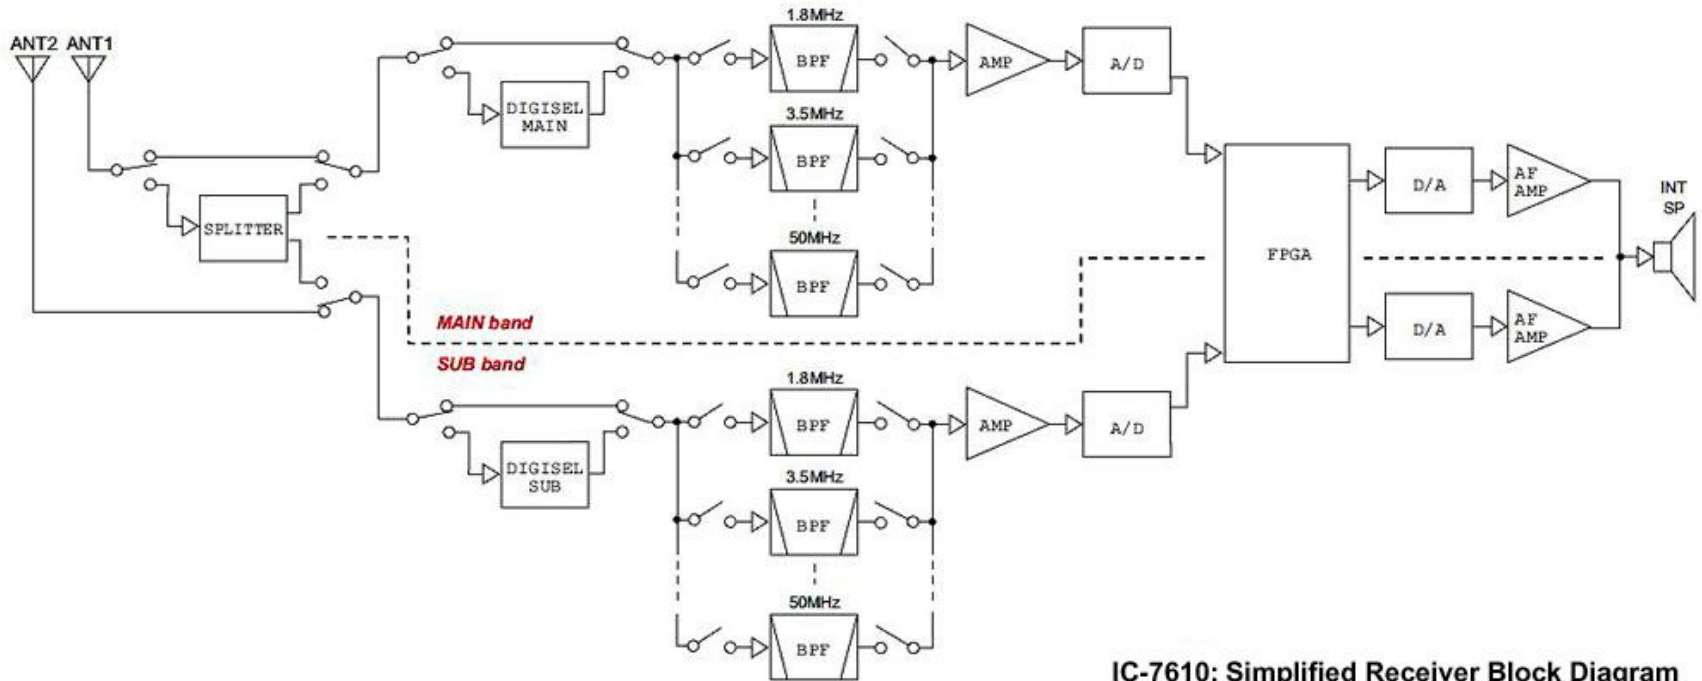 ANT2 ANT1
SPLITTER
DIGISEL
MAIN
1.8MHz
BPF
3.5MHz
BPF
50MHz
BPF
AMP
A/D
MAIN band
SUB band
DIGISEL
SUB
1.8MHz
BPF
3.5MHz
BPF
50MHz
BPF
AMP
A/D
FPGA
D/A
AF
AMP
D/A
AF
AMP
INT
SP
IC-7610: Simplified Receiver Block Diagram